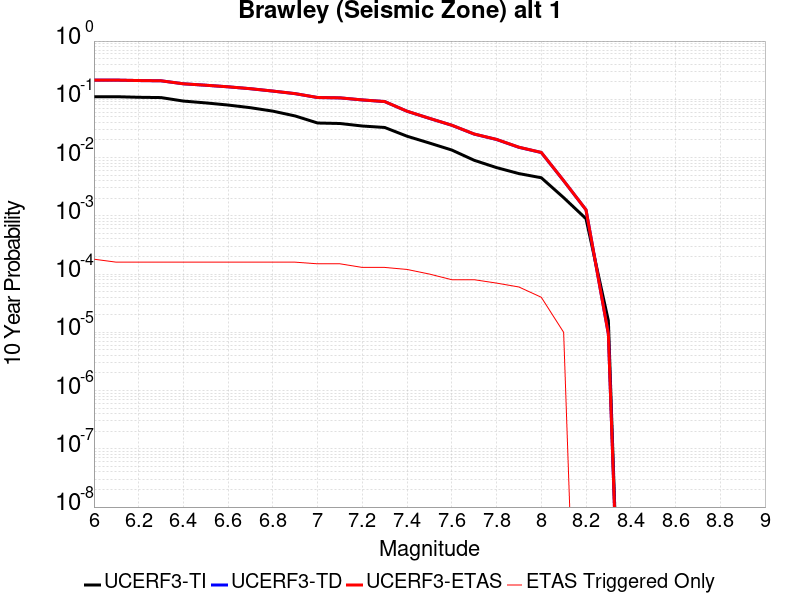 Brawley (Seismic Zone) alt 1
10^0
10^-1
10^-2
10^-3
10^-4
10^-5
10^-6
10^-7
10^-8
10 Year Probability
6 6.2 6.4 6.6 6.8 7 7.2 7.4 7.6 7.8 8 8.2 8.4 8.6 8.8 9
Magnitude
UCERF3-TI UCERF3-TD UCERF3-ETAS ETAS Triggered Only